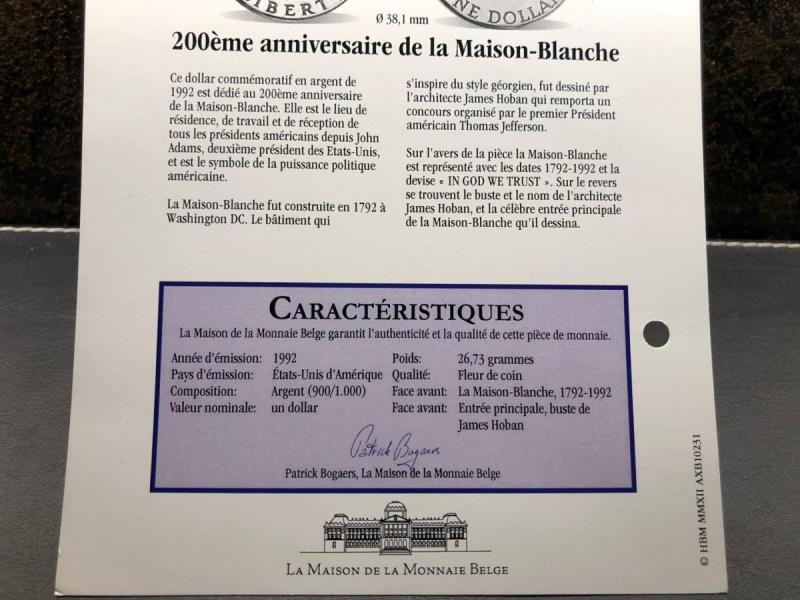 LIBERTY
ONE DOLLAR
Ø 38,1 mm
200ème anniversaire de la Maison-Blanche
Ce dollar commémoratif en argent de
1992 est dédié au 200ème anniversaire
de la Maison-Blanche. Elle est le lieu de
résidence, de travail et de réception de
tous les présidents américains depuis John
Adams, deuxième président des Etats-Unis,
et est le symbole de la puissance politique
américaine.
La Maison-Blanche fut construite en 1792 à
Washington DC. Le bâtiment qui
s'inspire du style géorgien, fut dessiné par
l'architecte James Hoban qui remporta un
concours organisé par le premier Président
américain Thomas Jefferson.
Sur l'avers de la pièce la Maison-Blanche
est représenté avec les dates 1792-1992 et la
devise « IN GOD WE TRUST ». Sur le revers
se trouvent le buste et le nom de l'architecte
James Hoban, et la célèbre entrée principale
de la Maison-Blanche qu'il dessina.
CARACTÉRISTIQUES
La Maison de la Monnaie Belge garantit l'authenticité et la qualité de cette pièce de monnaie.
Année d'émission: 1992
Pays d'émission: États-Unis d'Amérique
Composition: Argent (900/1.000)
Valeur nominale: un dollar
Poids: 26,73 grammes
Qualité: Fleur de coin
Face avant: La Maison-Blanche, 1792-1992
Face avant: Entrée principale, buste de
James Hoban
Patrick Bogaers
Patrick Bogaers, La Maison de la Monnaie Belge
LA MAISON DE LA MONNAIE BELGE
© HBM MMXII AXB10231